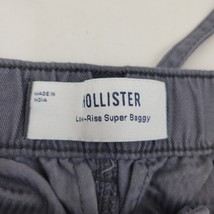 MADE IN
INDIA
HOLLISTER
Low-Rise Super Baggy